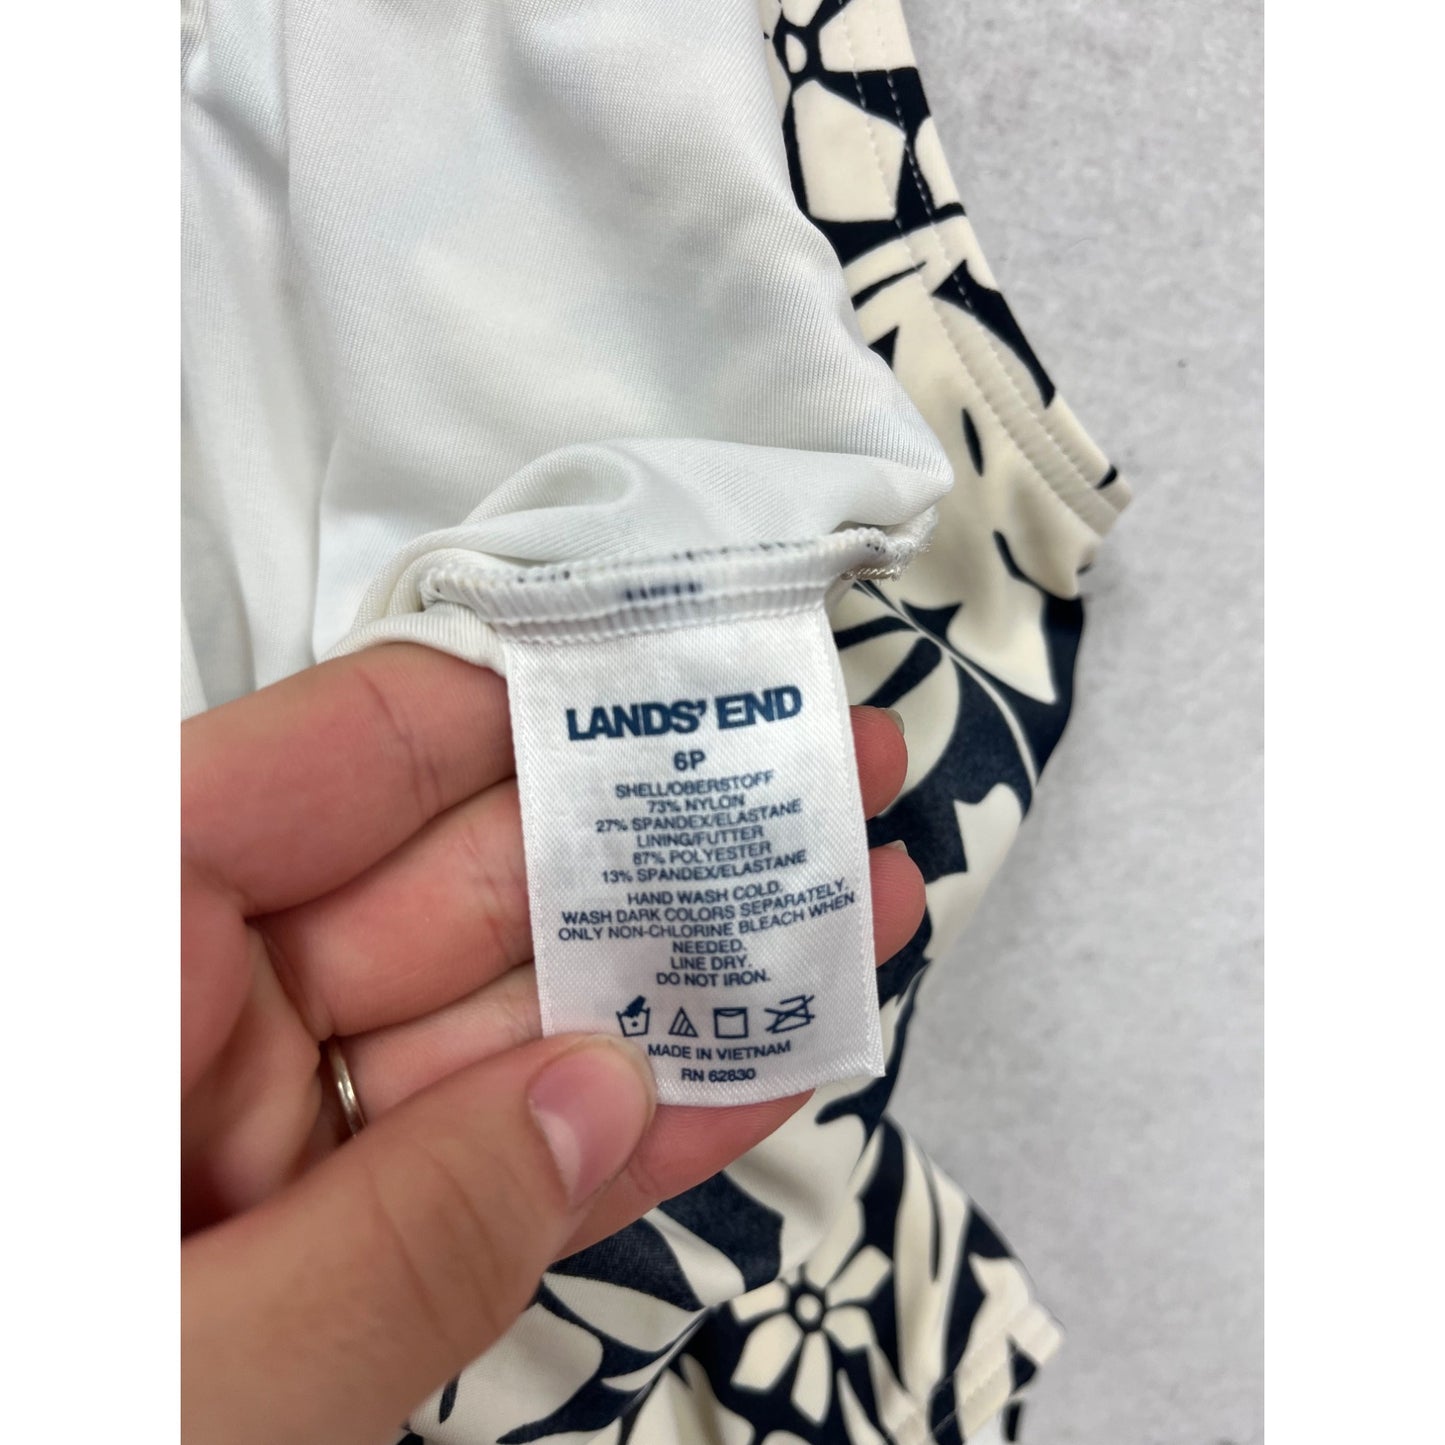 LANDS' END
6P
SHELL/OBERSTOFF
73% NYLON
27% SPANDEX/ELASTANE
LINING/FUTTER
87% POLYESTER
13% SPANDEX/ELASTANE
HAND WASH COLD.
WASH DARK COLORS SEPARATELY.
ONLY NON-CHLORINE BLEACH WHEN
NEEDED.
LINE DRY.
DO NOT IRON.
MADE IN VIETNAM
RN 62830